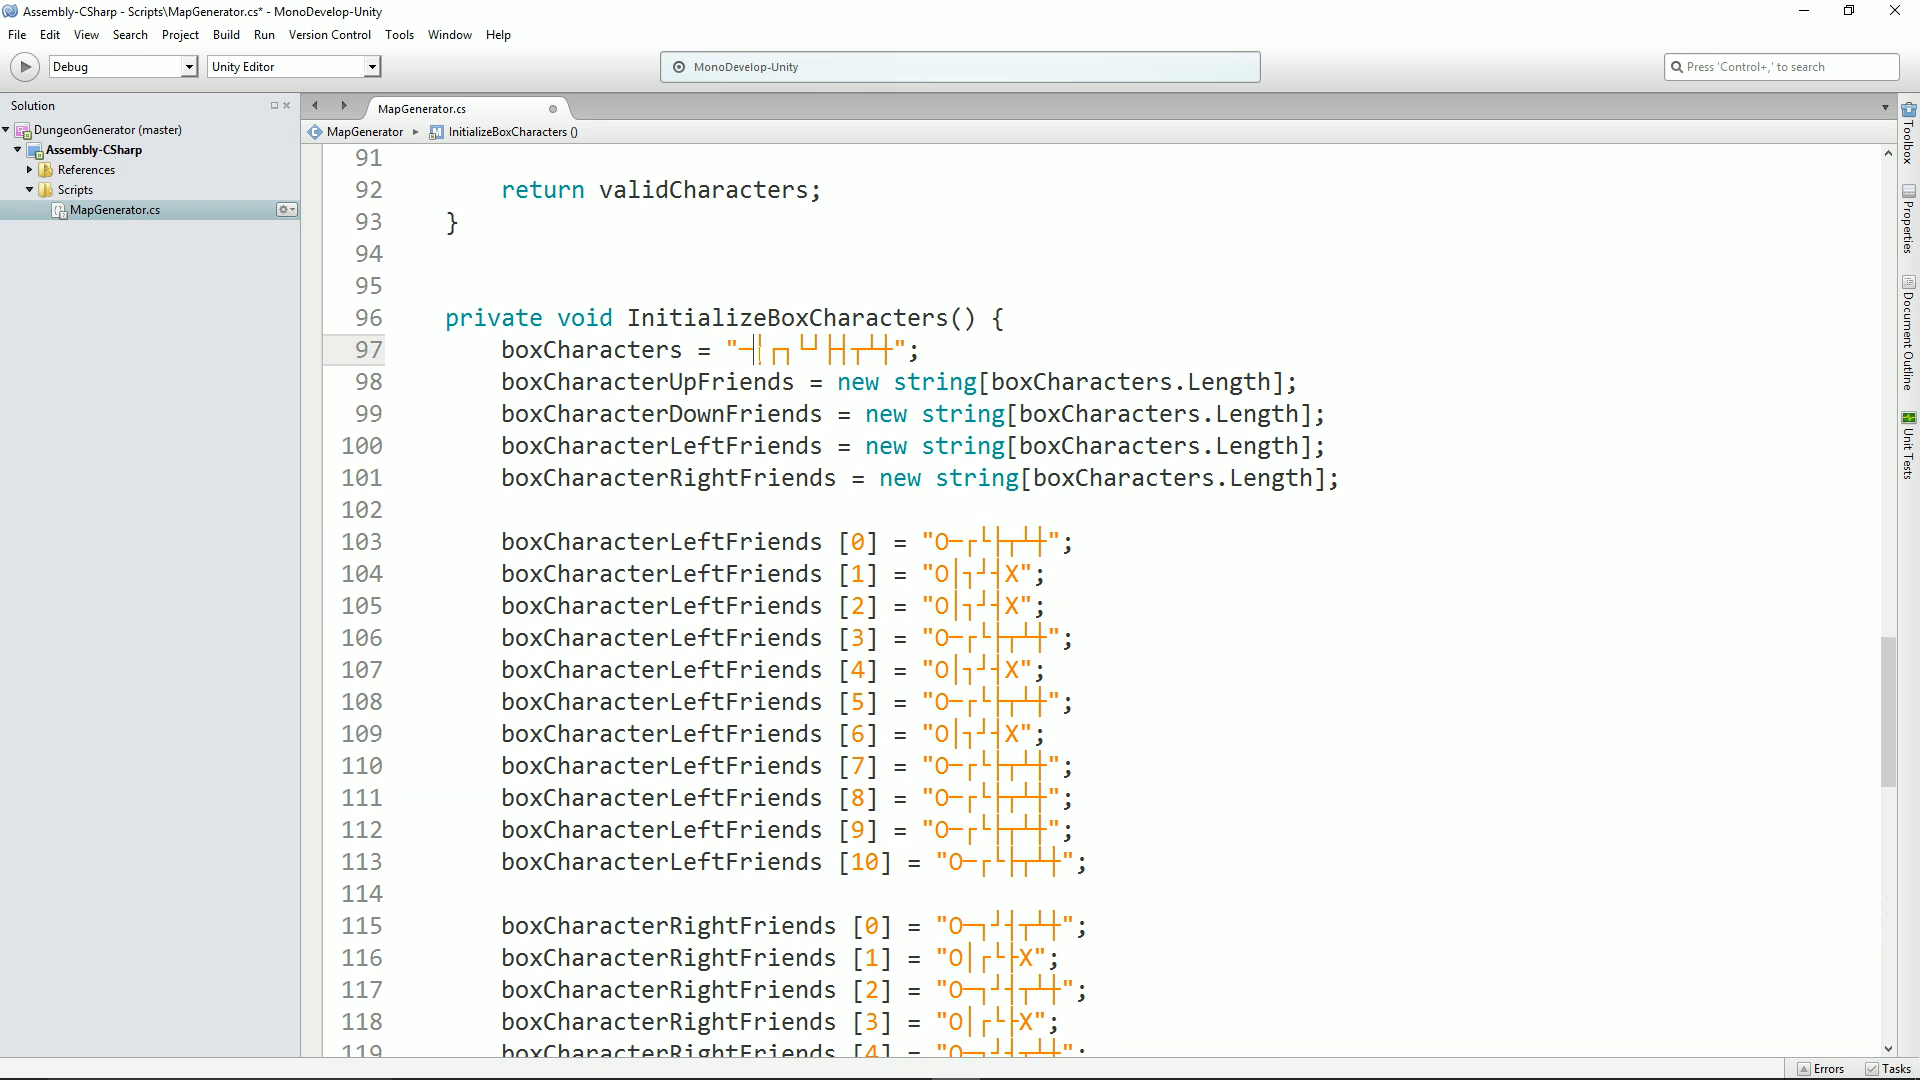 Assembly-CSharp - Scripts\MapGenerator.cs* - MonoDevelop-Unity
File Edit View Search Project Build Run Version Control Tools Window Help
Debug Unity Editor MonoDevelop-Unity Press 'Control+,' to search
Solution
DungeonGenerator (master)
Assembly-CSharp
References
Scripts
MapGenerator.cs
MapGenerator.cs
MapGenerator InitializeBoxCharacters ()
91
92 return validCharacters;
93 }
94
95
96 private void InitializeBoxCharacters() {
97 boxCharacters = "─│┌┐└┘├┤┬┴┼";
98 boxCharacterUpFriends = new string[boxCharacters.Length];
99 boxCharacterDownFriends = new string[boxCharacters.Length];
100 boxCharacterLeftFriends = new string[boxCharacters.Length];
101 boxCharacterRightFriends = new string[boxCharacters.Length];
102
103 boxCharacterLeftFriends [0] = "O─┌└├┬┴┼";
104 boxCharacterLeftFriends [1] = "O│┐┘┤X";
105 boxCharacterLeftFriends [2] = "O│┐┘┤X";
106 boxCharacterLeftFriends [3] = "O─┌└├┬┴┼";
107 boxCharacterLeftFriends [4] = "O│┐┘┤X";
108 boxCharacterLeftFriends [5] = "O─┌└├┬┴┼";
109 boxCharacterLeftFriends [6] = "O│┐┘┤X";
110 boxCharacterLeftFriends [7] = "O─┌└├┬┴┼";
111 boxCharacterLeftFriends [8] = "O─┌└├┬┴┼";
112 boxCharacterLeftFriends [9] = "O─┌└├┬┴┼";
113 boxCharacterLeftFriends [10] = "O─┌└├┬┴┼";
114
115 boxCharacterRightFriends [0] = "O─┐┘┤┬┴┼";
116 boxCharacterRightFriends [1] = "O│┌└├X";
117 boxCharacterRightFriends [2] = "O─┐┘┤┬┴┼";
118 boxCharacterRightFriends [3] = "O│┌└├X";
119 boxCharacterRightFriends [4] = "O─┐┘┤┬┴┼";
Toolbox
Properties
Document Outline
Unit Tests
Errors Tasks